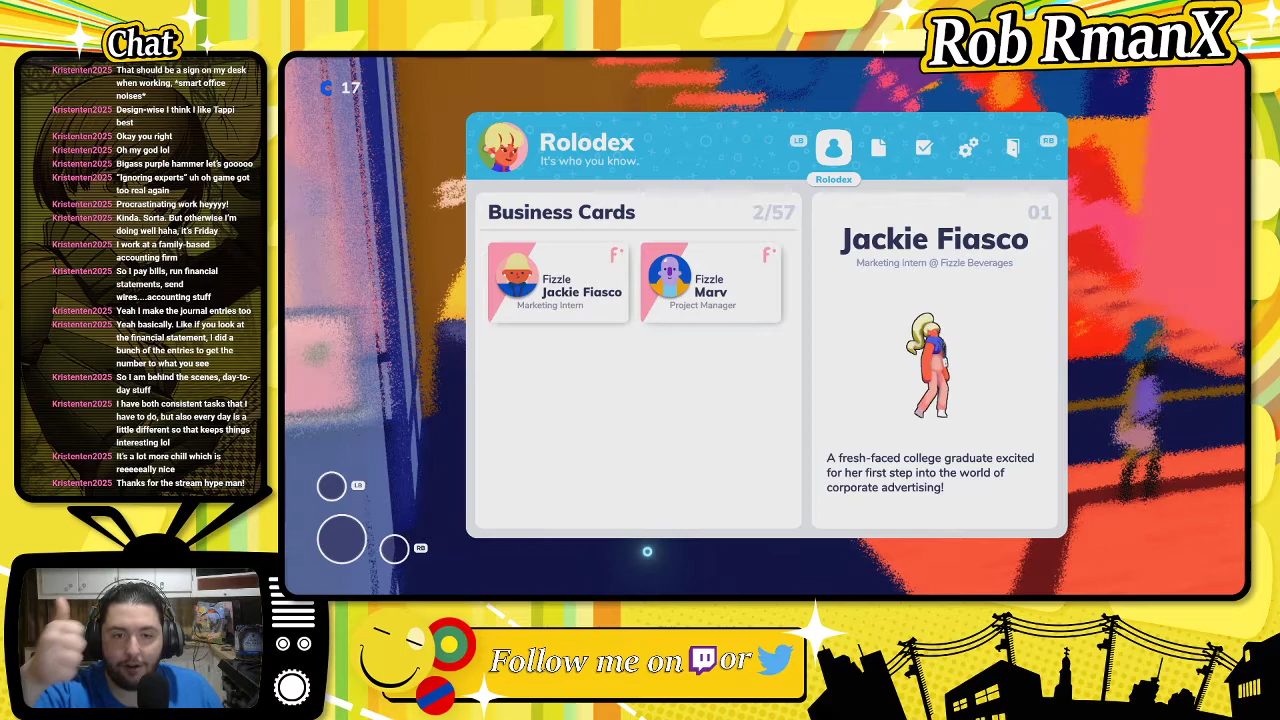 Chat
Kristenten2025 That should be a sign on my desk
when working, *smart crime
noises*
Kristenten2025 Design-wise I think I like Tappi
best
Kristenten2025 Okay you right
Kristenten2025 Oh my god lol
Kristenten2025 Bigass purple hammer let's gooooo
Kristenten2025 "Ignoring experts" uh oh game got
so real again
Kristenten2025 Procrastinating work heyyy!
Kristenten2025 Kinda. Sorta. But otherwise I'm
doing well haha, it's Friday
Kristenten2025 I work at a family-based
accounting firm
Kristenten2025 So I pay bills, run financial
statements, send
wires....accounting stuff
Kristenten2025 Yeah I make the journal entries too
Kristenten2025 Yeah basically. Like if you look at
the financial statement, I did a
bunch of the entries to get the
number to what you see
Kristenten2025 So I am behind the scenes, day-to-
day stuff
Kristenten2025 I have both consistent tasks that I
have to do, but also every day is a
little different so that keeps things
interesting lol
Kristenten2025 It's a lot more chill which is
reeeeally nice
Kristenten2025 Thanks for the stream hype man!
Rob RmanX
17
Rolodex
It's who you know.
LB
RB
Rolodex
Business Cards 2/57
Fizzle
Jackie Fiasco
Marketing Intern
Fizzle
Marv
Project Manager
01
Jackie Fiasco
Marketing Intern @ Fizzle Beverages
A fresh-faced college graduate excited
for her first step into the world of
corporate advertising!
LB
RB
Follow me on or